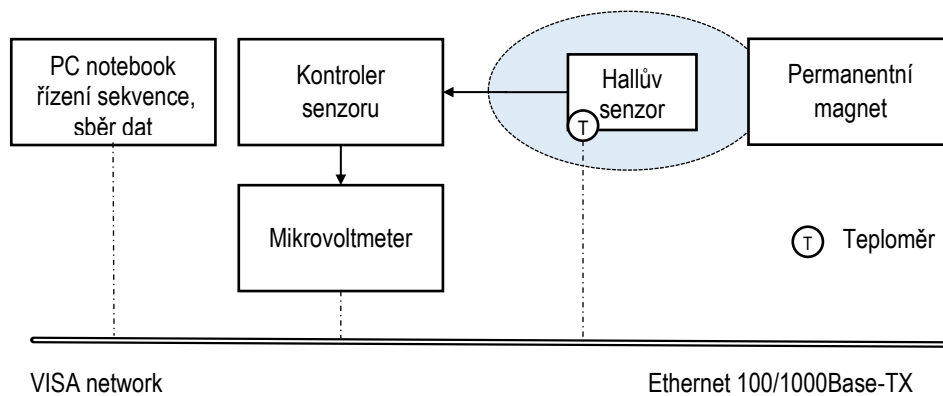 PC notebook
řízení sekvence,
sběr dat
Kontroler
senzoru
Hallův
senzor
T
Permanentní
magnet
Mikrovoltmeter
T Teploměr
VISA network
Ethernet 100/1000Base-TX